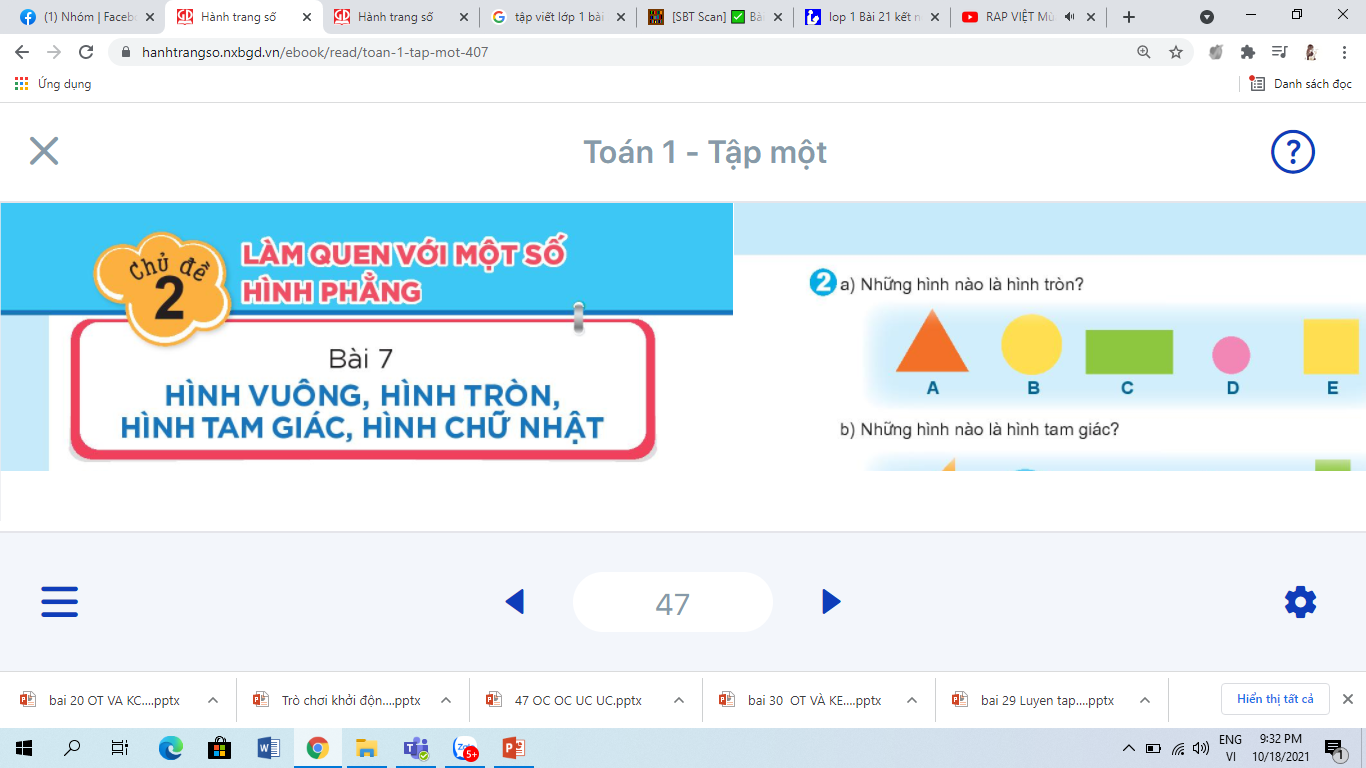 (1) Nhóm | Faceb
Hành trang số
Hành trang số
tập viết lớp 1 bài
[SBT Scan] ✅ Bà
lop 1 Bài 21 kết n
RAP VIỆT Mù
hanhtrangso.nxbgd.vn/ebook/read/toan-1-tap-mot-407
Ứng dụng
Danh sách đọc
Toán 1 - Tập một
?
Chủ đề
2
LÀM QUEN VỚI MỘT SỐ
HÌNH PHẲNG
Bài 7
HÌNH VUÔNG, HÌNH TRÒN,
HÌNH TAM GIÁC, HÌNH CHỮ NHẬT
2 a) Những hình nào là hình tròn?
A B C D E
b) Những hình nào là hình tam giác?
47
bai 20 OT VA KC....pptx
Trò chơi khởi độn....pptx
47 OC OC UC UC.pptx
bai 30 OT VÀ KE....pptx
bai 29 Luyen tap....pptx
Hiển thị tất cả
Zalo
5+
ENG
VI
9:32 PM
10/18/2021
1